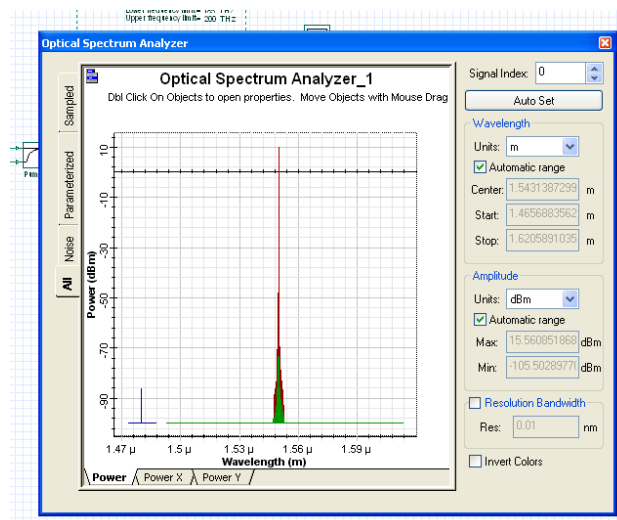 Lower frequency limit= 185 THz
Upper frequency limit= 200 THz
Optical Spectrum Analyzer
Optical Spectrum Analyzer_1
Dbl Click On Objects to open properties. Move Objects with Mouse Drag
Sampled
Parameterized
Noise
All
Power (dBm)
10
-10
-30
-50
-70
-90
1.47 µ
1.5 µ
1.53 µ
1.56 µ
1.59 µ
Wavelength (m)
Power
Power X
Power Y
Signal Index: 0
Auto Set
Wavelength
Units: m
Automatic range
Center: 1.5431387299 m
Start: 1.4656883562 m
Stop: 1.6205891035 m
Amplitude
Units: dBm
Automatic range
Max: 15.560851868 dBm
Min: -105.5028977 dBm
Resolution Bandwidth
Res: 0.01 nm
Invert Colors